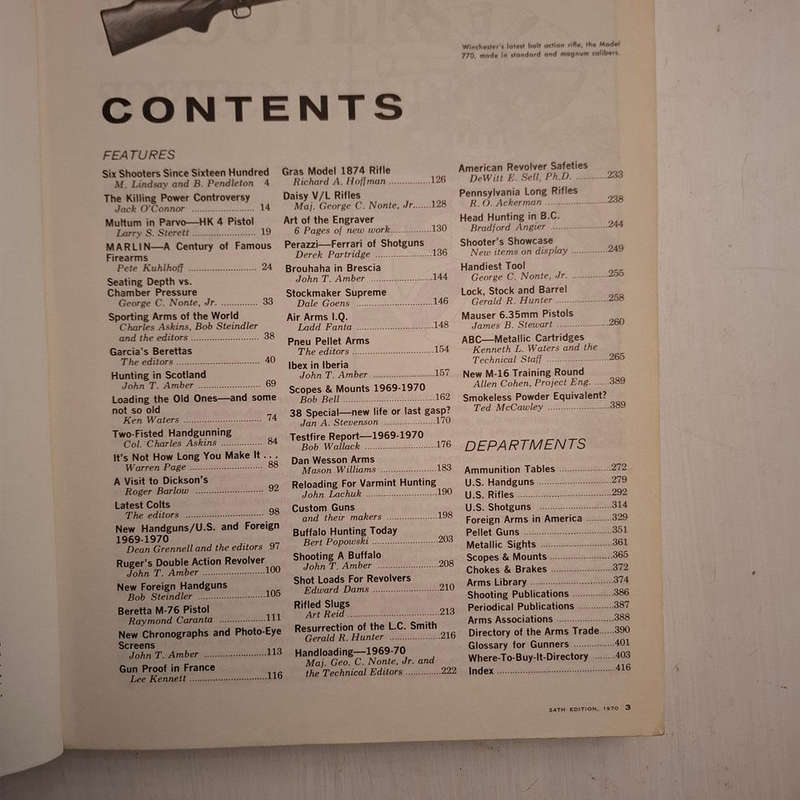 Winchester's latest bolt action rifle, the Model
770, made in standard and magnum calibers.
CONTENTS
FEATURES
Six Shooters Since Sixteen Hundred
M. Lindsay and B. Pendleton 4
The Killing Power Controversy
Jack O'Connor .................. 14
Multum in Parvo—HK 4 Pistol
Larry S. Sterett .................. 19
MARLIN—A Century of Famous
Firearms
Pete Kuhlhoff .................. 24
Seating Depth vs.
Chamber Pressure
George C. Nonte, Jr. ............ 33
Sporting Arms of the World
Charles Askins, Bob Steindler
and the editors .................. 38
Garcia's Berettas
The editors .................. 40
Hunting in Scotland
John T. Amber .................. 69
Loading the Old Ones—and some
not so old
Ken Waters .................. 74
Two-Fisted Handgunning
Col. Charles Askins ............ 84
It's Not How Long You Make It . . .
Warren Page .................. 88
A Visit to Dickson's
Roger Barlow .................. 92
Latest Colts
The editors .................. 98
New Handguns/U.S. and Foreign
1969-1970
Dean Grennell and the editors 97
Ruger's Double Action Revolver
John T. Amber ..................100
New Foreign Handguns
Bob Steindler ..................105
Beretta M-76 Pistol
Raymond Caranta ..................111
New Chronographs and Photo-Eye
Screens
John T. Amber ..................113
Gun Proof in France
Lee Kennett ..................116
Gras Model 1874 Rifle
Richard A. Hoffman ...............126
Daisy V/L Rifles
Maj. George C. Nonte, Jr.......128
Art of the Engraver
6 Pages of new work............130
Perazzi—Ferrari of Shotguns
Derek Partridge ..................136
Brouhaha in Brescia
John T. Amber ..................144
Stockmaker Supreme
Dale Goens ..................146
Air Arms I.Q.
Ladd Fanta ..................148
Pneu Pellet Arms
The editors ..................154
Ibex in Iberia
John T. Amber ..................157
Scopes & Mounts 1969-1970
Bob Bell ..................162
38 Special—new life or last gasp?
Jan A. Stevenson ..................170
Testfire Report—1969-1970
Bob Wallack ..................176
Dan Wesson Arms
Mason Williams ..................183
Reloading For Varmint Hunting
John Lachuk ..................190
Custom Guns
and their makers ..................198
Buffalo Hunting Today
Bert Popowski ..................203
Shooting A Buffalo
John T. Amber ..................208
Shot Loads For Revolvers
Edward Dams ..................210
Rifled Slugs
Art Reid ..................213
Resurrection of the L.C. Smith
Gerald R. Hunter ..................216
Handloading—1969-70
Maj. Geo. C. Nonte, Jr. and
the Technical Editors ............222
American Revolver Safeties
DeWitt E. Sell, Ph.D. ............233
Pennsylvania Long Rifles
R. O. Ackerman ..................238
Head Hunting in B.C.
Bradford Angier ..................244
Shooter's Showcase
New items on display ............249
Handiest Tool
George C. Nonte, Jr. ............255
Lock, Stock and Barrel
Gerald R. Hunter ..................258
Mauser 6.35mm Pistols
James B. Stewart ..................260
ABC—Metallic Cartridges
Kenneth L. Waters and the
Technical Staff ..................265
New M-16 Training Round
Allen Cohen, Project Eng. ......389
Smokeless Powder Equivalent?
Ted McCawley ..................389
DEPARTMENTS
Ammunition Tables ...............272
U.S. Handguns ..................279
U.S. Rifles ..................292
U.S. Shotguns ..................314
Foreign Arms in America .........329
Pellet Guns ..................351
Metallic Sights ..................361
Scopes & Mounts ..................365
Chokes & Brakes ..................372
Arms Library ..................374
Shooting Publications ............386
Periodical Publications ............387
Arms Associations ..................388
Directory of the Arms Trade.....390
Glossary for Gunners ............401
Where-To-Buy-It-Directory ......403
Index ..................416
24TH EDITION, 1970 3